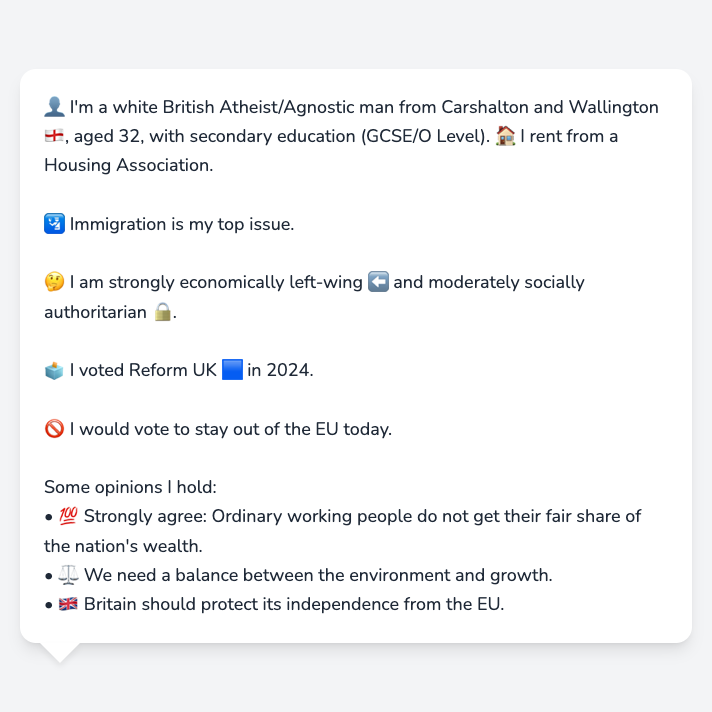 👤 I'm a white British Atheist/Agnostic man from Carshalton and Wallington
🏴󠁧󠁢󠁥󠁮󠁧󠁿, aged 32, with secondary education (GCSE/O Level). 🏠 I rent from a
Housing Association.
🛂 Immigration is my top issue.
🤔 I am strongly economically left-wing ⬅️ and moderately socially
authoritarian 🔒.
🗳️ I voted Reform UK 🟦 in 2024.
🚫 I would vote to stay out of the EU today.
Some opinions I hold:
• 💯 Strongly agree: Ordinary working people do not get their fair share of
the nation's wealth.
• ⚖️ We need a balance between the environment and growth.
• 🇬🇧 Britain should protect its independence from the EU.